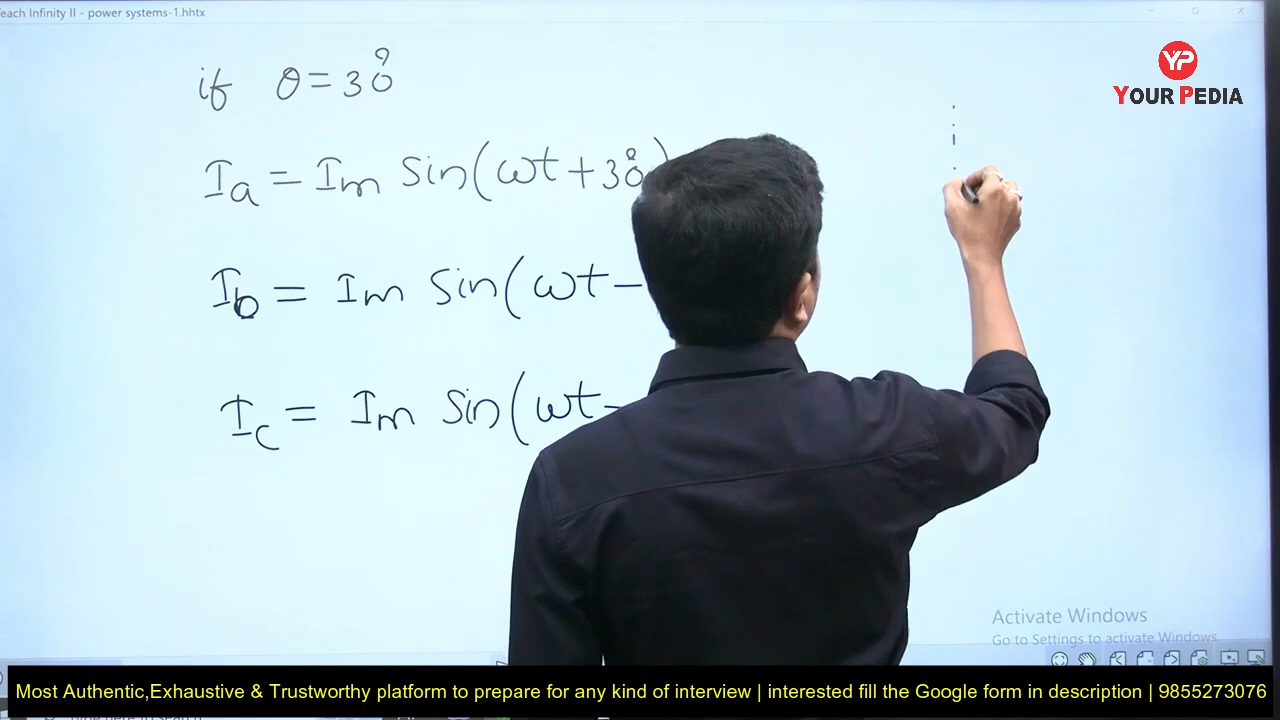 Teach Infinity II - power systems-1.hhtx
YP
YOUR PEDIA
if θ = 30°
Ia = Im Sin(ωt + 30°)
Ib = Im Sin(ωt -
Ic = Im Sin(ωt -
Activate Windows
Go to Settings to activate Windows.
Most Authentic,Exhaustive & Trustworthy platform to prepare for any kind of interview | interested fill the Google form in description | 9855273076